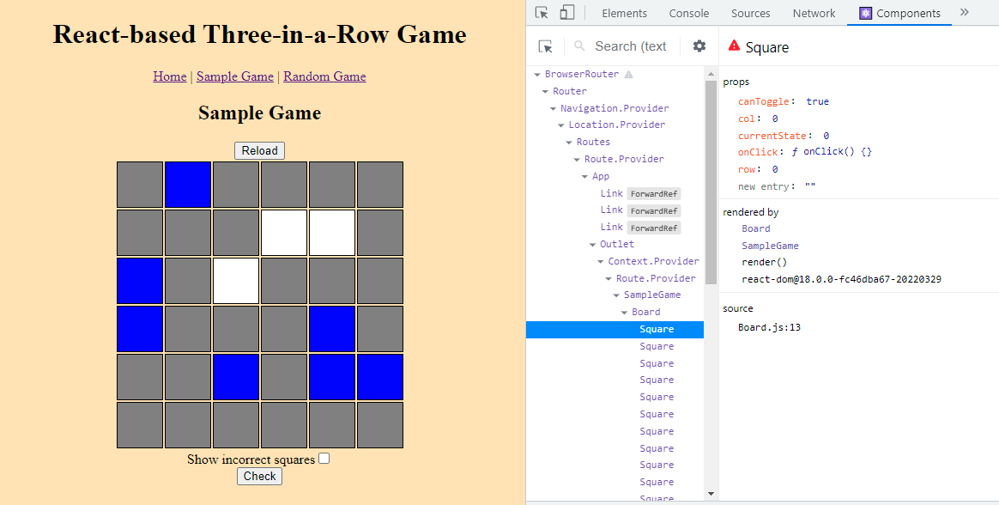 React-based Three-in-a-Row Game
Home | Sample Game | Random Game
Sample Game
Reload
Show incorrect squares
Check
Elements Console Sources Network Components
Search (text
BrowserRouter
Router
Navigation.Provider
Location.Provider
Routes
Route.Provider
App
Link ForwardRef
Link ForwardRef
Link ForwardRef
Outlet
Context.Provider
Route.Provider
SampleGame
Board
Square
Square
Square
Square
Square
Square
Square
Square
Square
Square
Square
Square
props
canToggle: true
col: 0
currentState: 0
onClick: ƒ onClick() {}
row: 0
new entry: ""
rendered by
Board
SampleGame
render()
react-dom@18.0.0-fc46dba67-20220329
source
Board.js:13